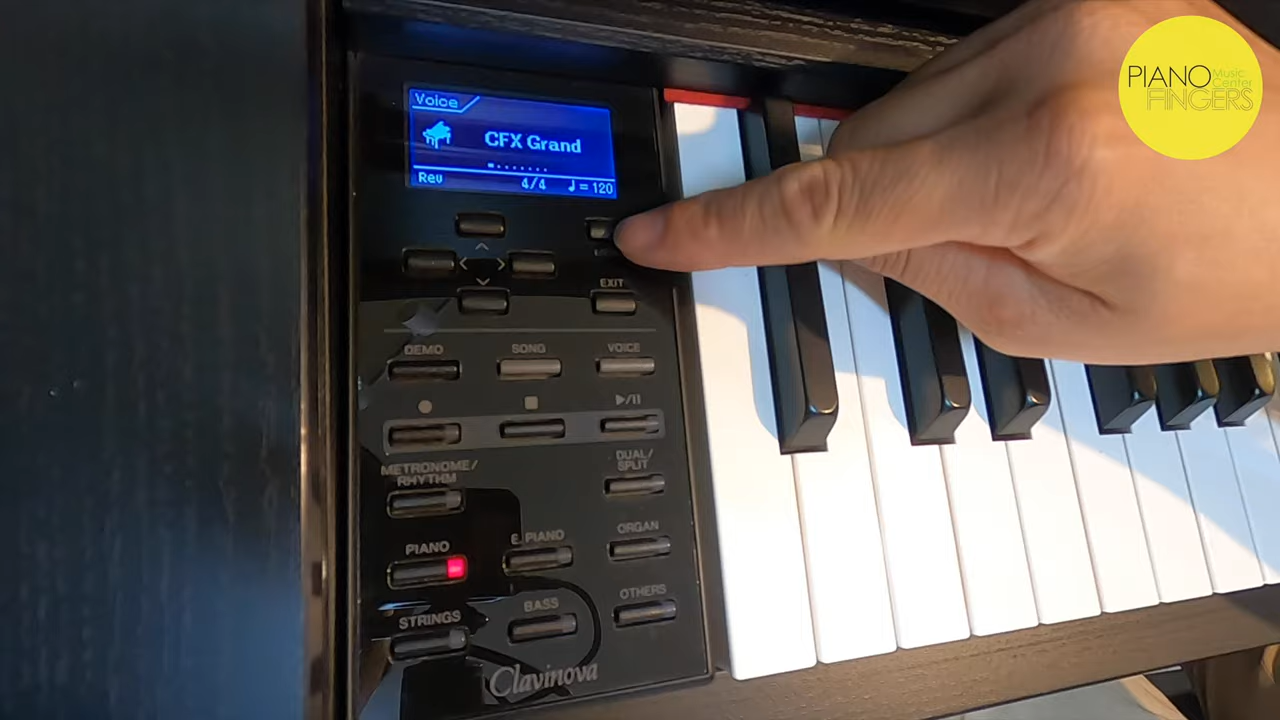 PIANO Music Center
FINGERS
Voice
CFX Grand
Rev 4/4 ♩= 120
EXIT
DEMO SONG VOICE
METRONOME/
RHYTHM
DUAL/
SPLIT
PIANO E.PIANO ORGAN
STRINGS BASS OTHERS
Clavinova